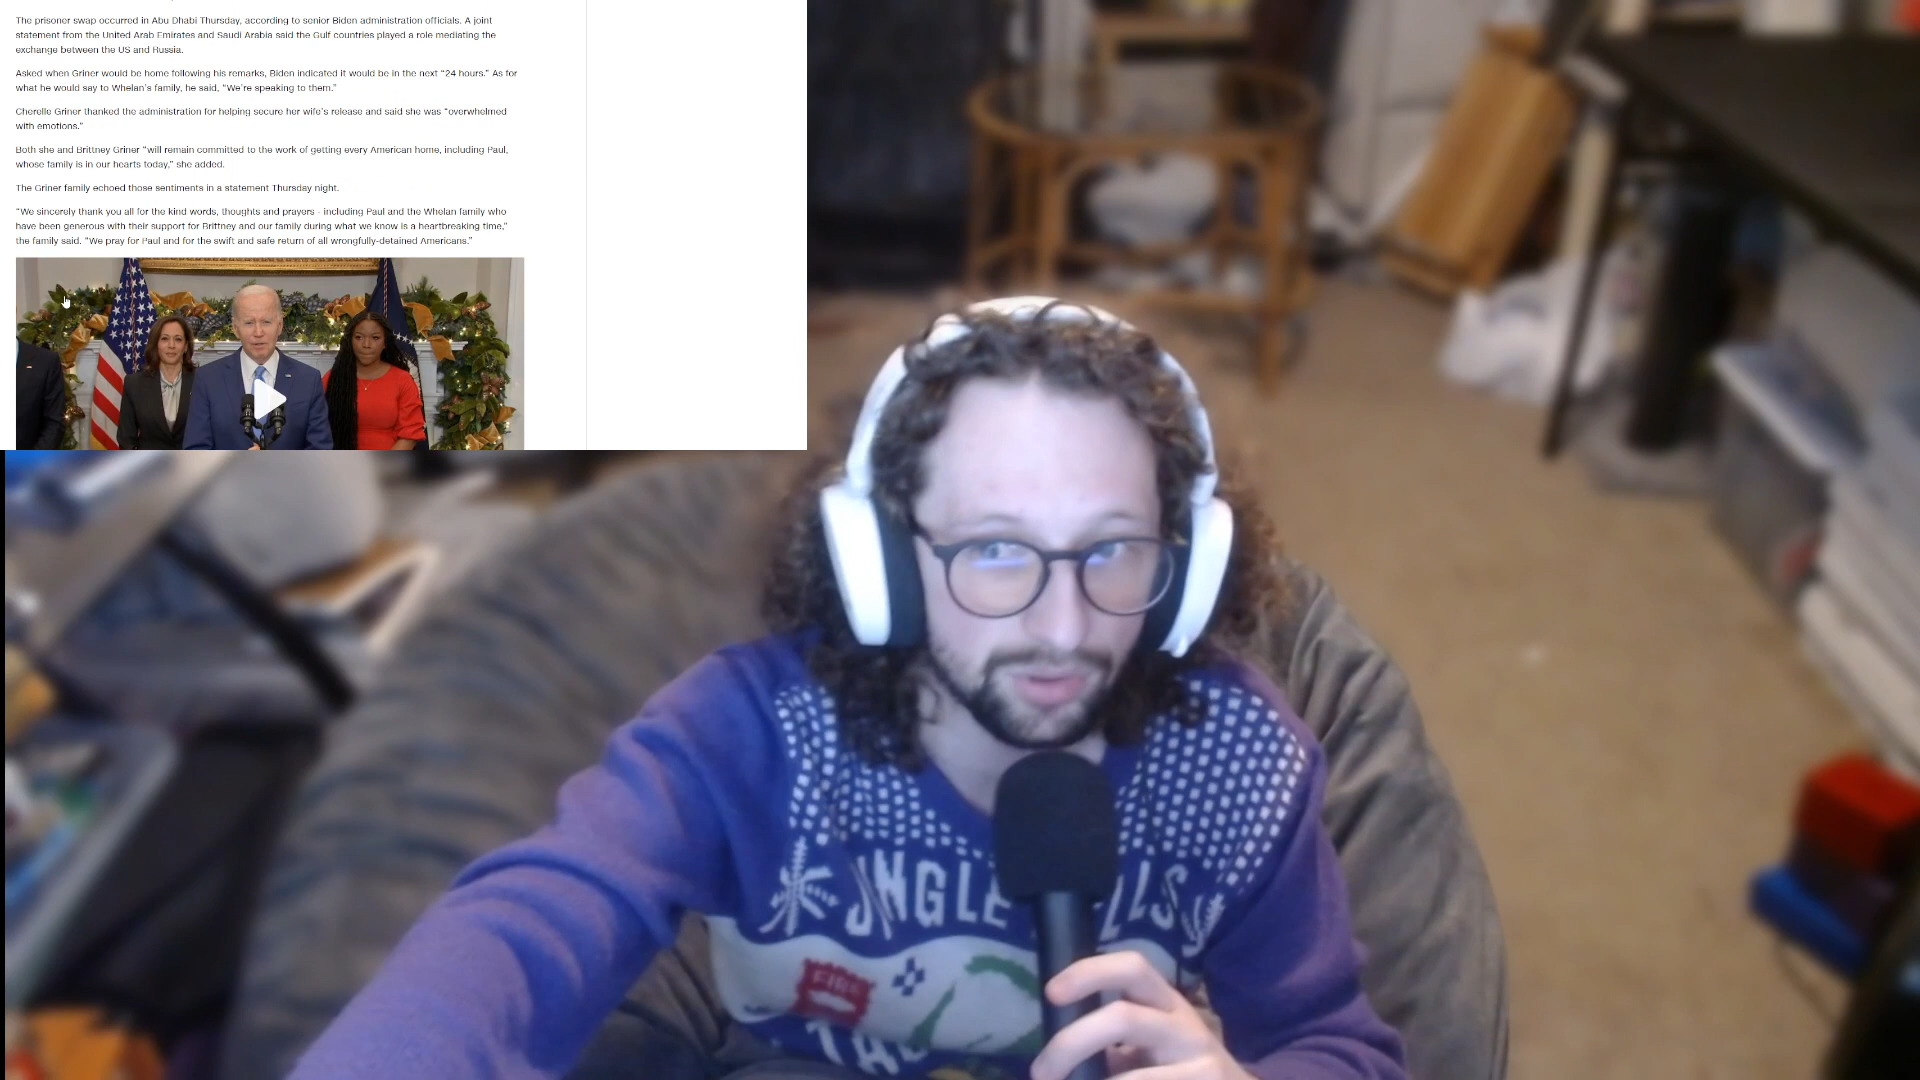 The prisoner swap occurred in Abu Dhabi Thursday, according to senior Biden administration officials. A joint
statement from the United Arab Emirates and Saudi Arabia said the Gulf countries played a role mediating the
exchange between the US and Russia.
Asked when Griner would be home following his remarks, Biden indicated it would be in the next “24 hours.” As for
what he would say to Whelan’s family, he said, “We’re speaking to them.”
Cherelle Griner thanked the administration for helping secure her wife’s release and said she was “overwhelmed
with emotions.”
Both she and Brittney Griner “will remain committed to the work of getting every American home, including Paul,
whose family is in our hearts today,” she added.
The Griner family echoed those sentiments in a statement Thursday night.
“We sincerely thank you all for the kind words, thoughts and prayers - including Paul and the Whelan family who
have been generous with their support for Brittney and our family during what we know is a heartbreaking time,”
the family said. “We pray for Paul and for the swift and safe return of all wrongfully-detained Americans.”
JINGLE
FIRE